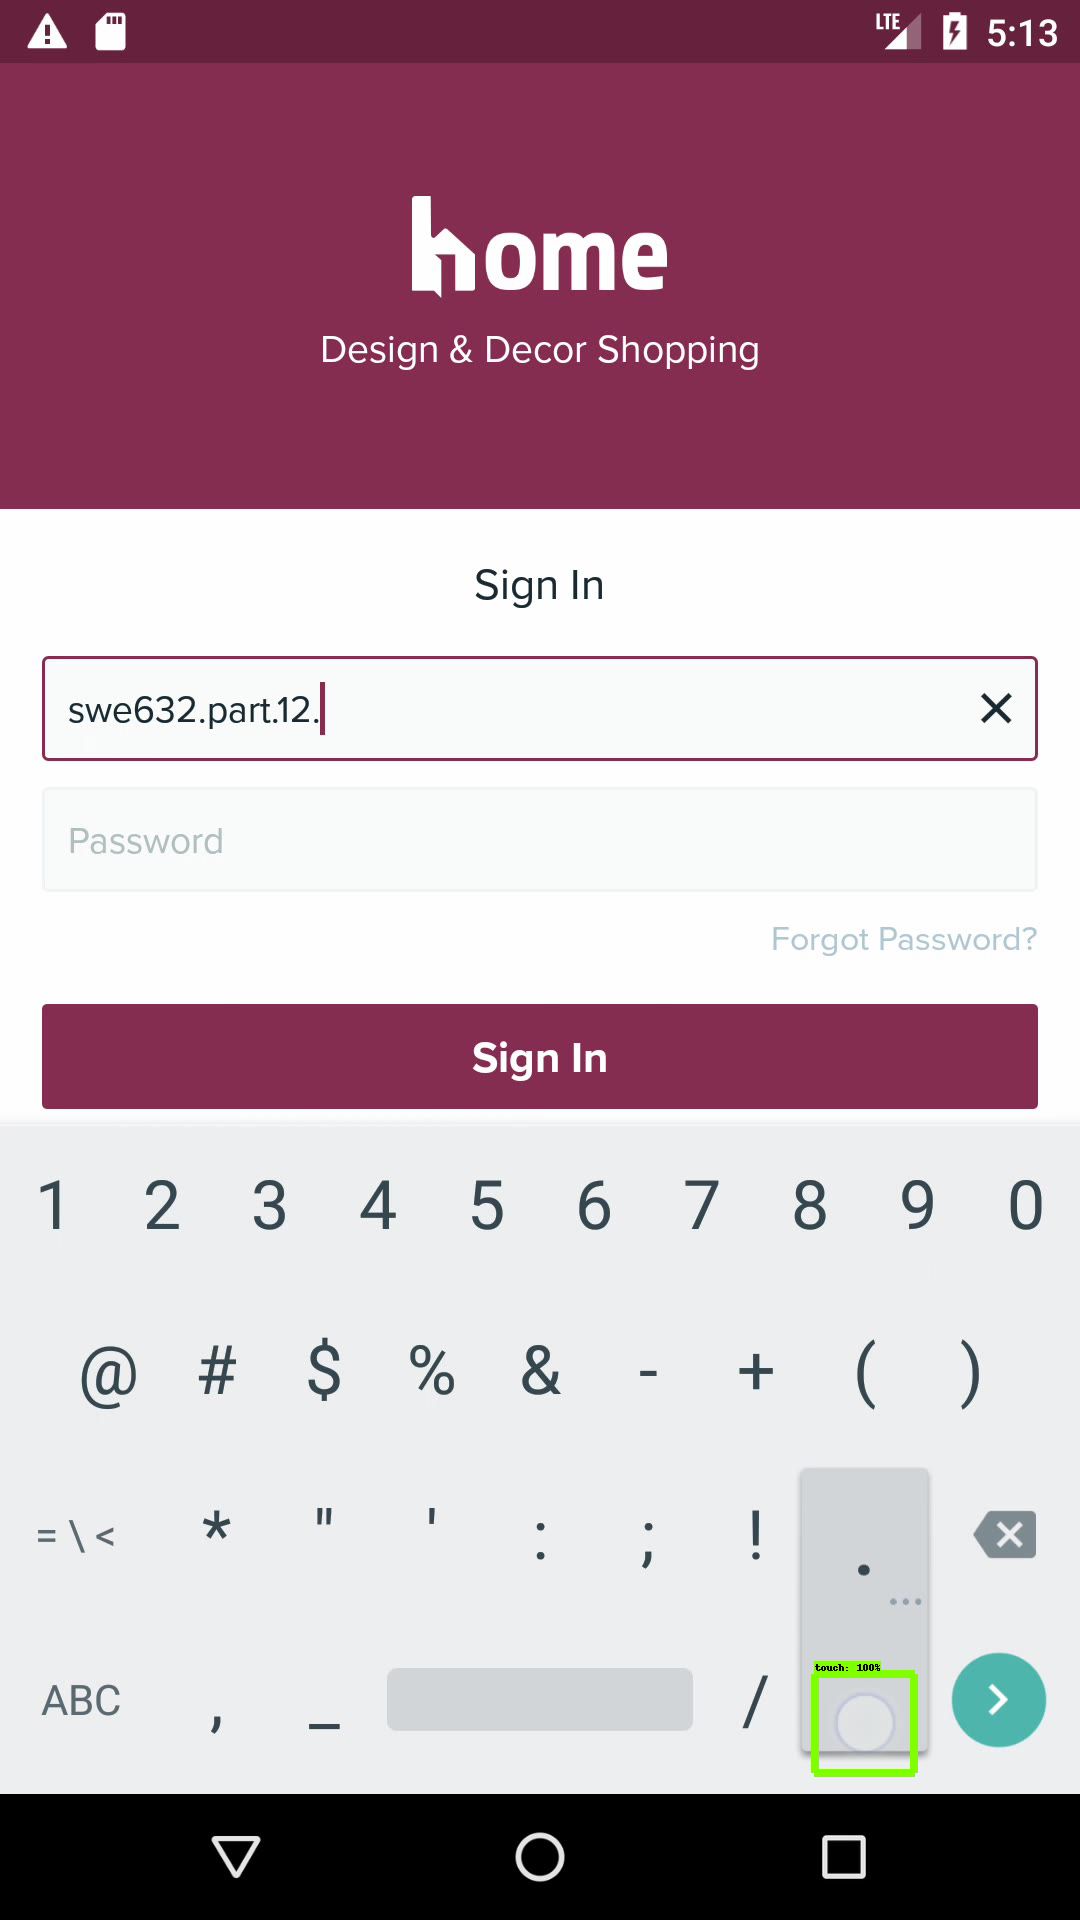 LTE 5:13
home
Design & Decor Shopping
Sign In
swe632.part.12.
Password
Forgot Password?
Sign In
1 2 3 4 5 6 7 8 9 0
@ # $ % & - + ( )
= \ < * " ' : ; ! .
ABC , _ /
touch: 100%